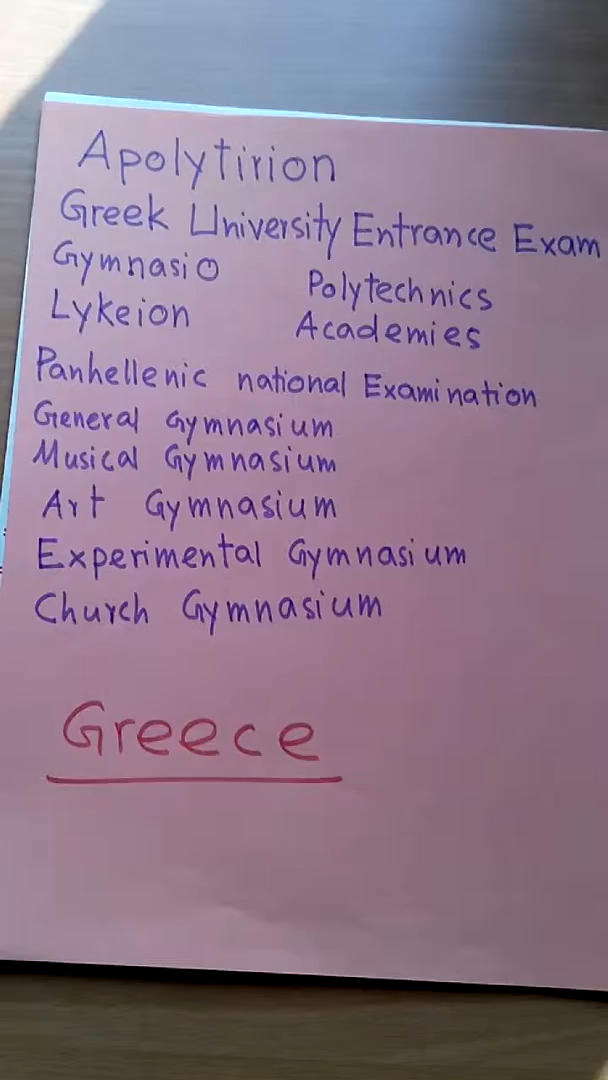 Apolytirion
Greek University Entrance Exam
Gymnasio
Polytechnics
Lykeion
Academies
Panhellenic national Examination
General Gymnasium
Musical Gymnasium
Art Gymnasium
Experimental Gymnasium
Church Gymnasium
Greece